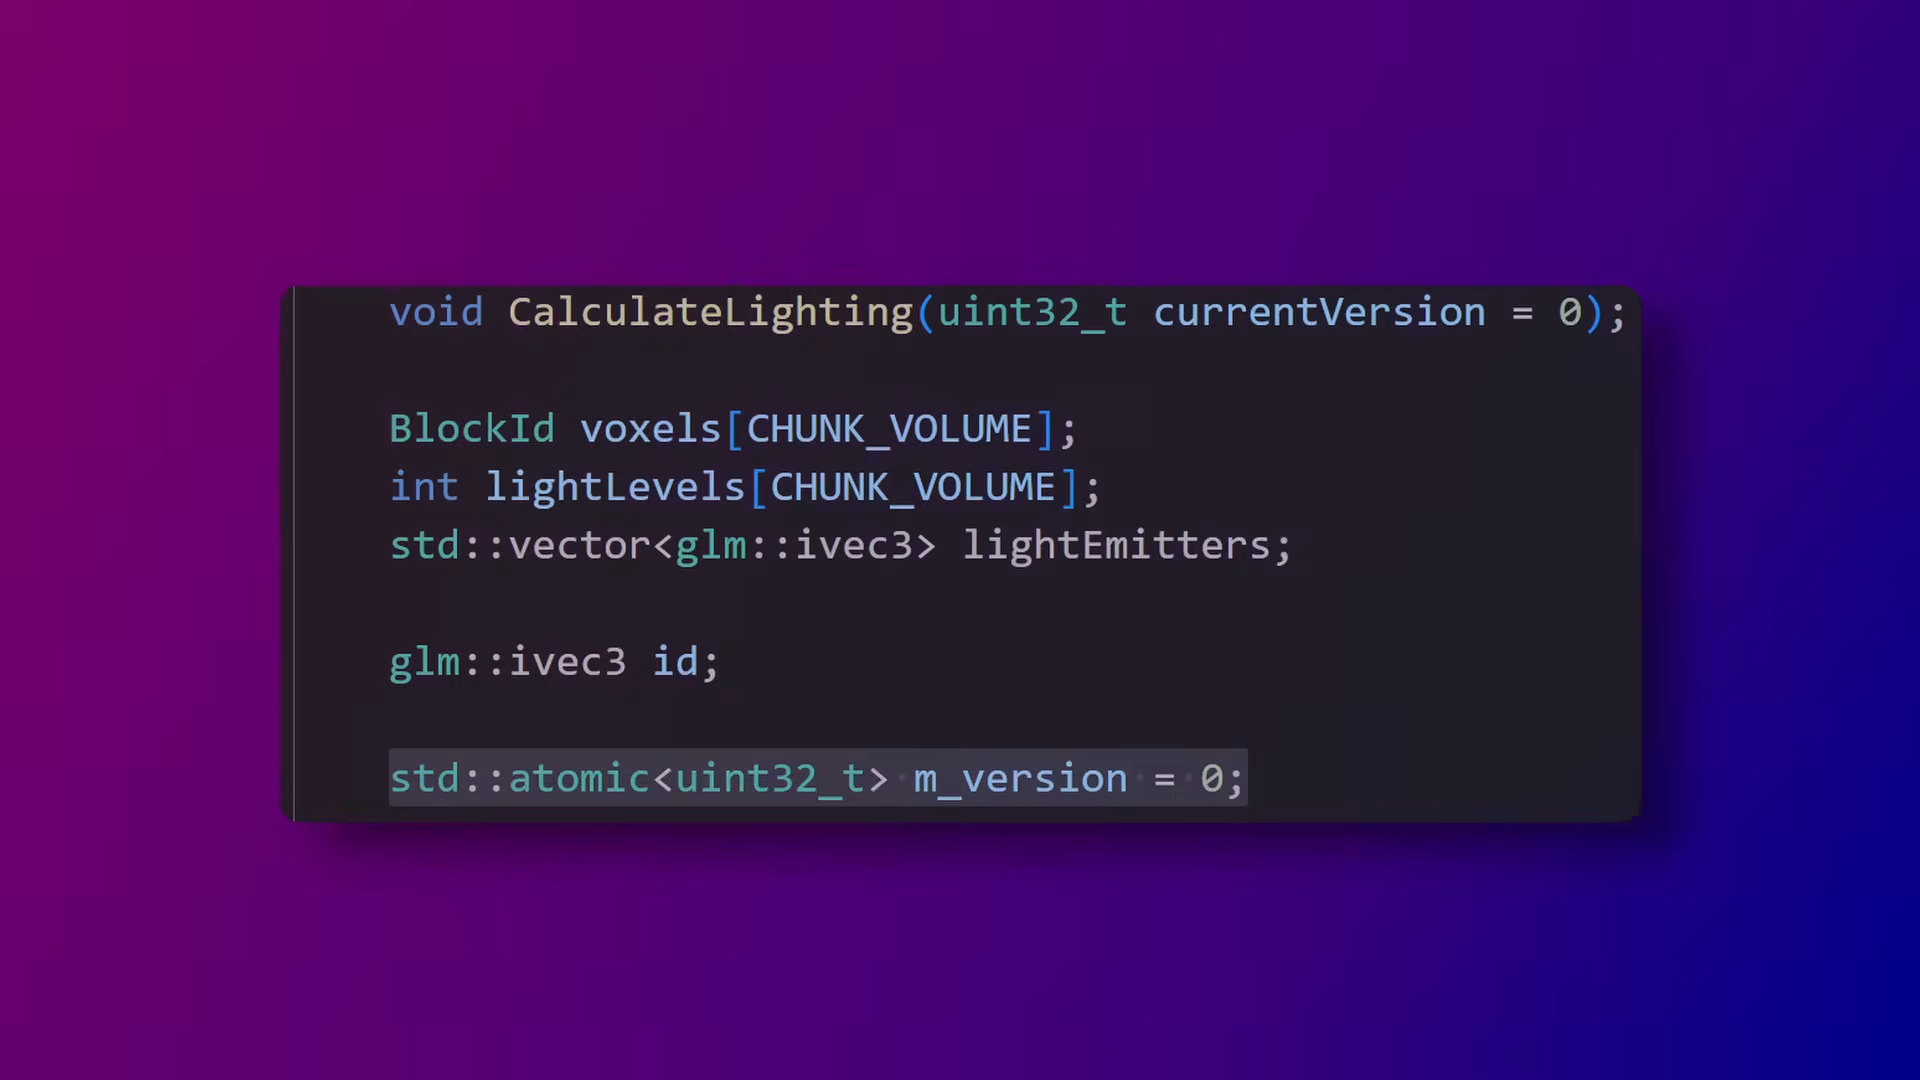 void CalculateLighting(uint32_t currentVersion = 0);
BlockId voxels[CHUNK_VOLUME];
int lightLevels[CHUNK_VOLUME];
std::vector<glm::ivec3> lightEmitters;
glm::ivec3 id;
std::atomic<uint32_t> m_version = 0;